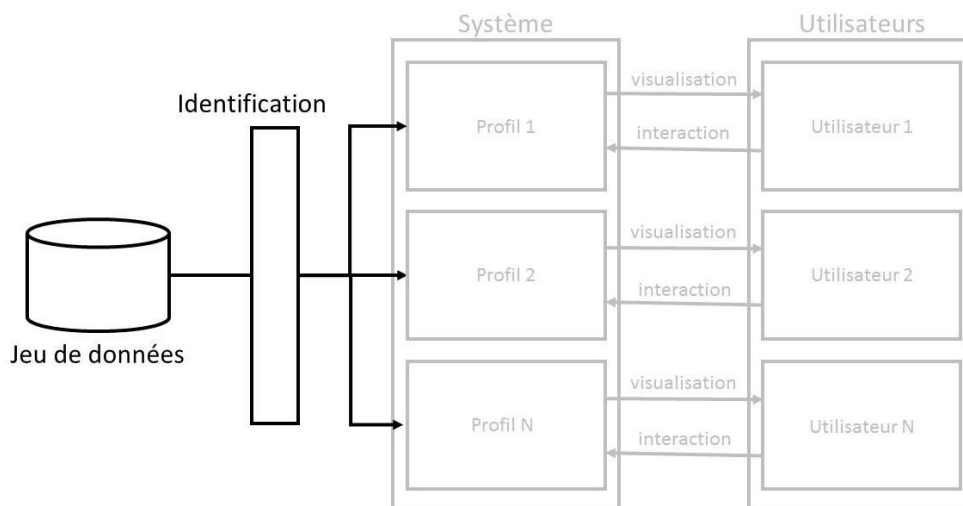 Système
Utilisateurs
Identification
Profil 1
visualisation
interaction
Utilisateur 1
Profil 2
visualisation
interaction
Utilisateur 2
Jeu de données
Profil N
visualisation
interaction
Utilisateur N